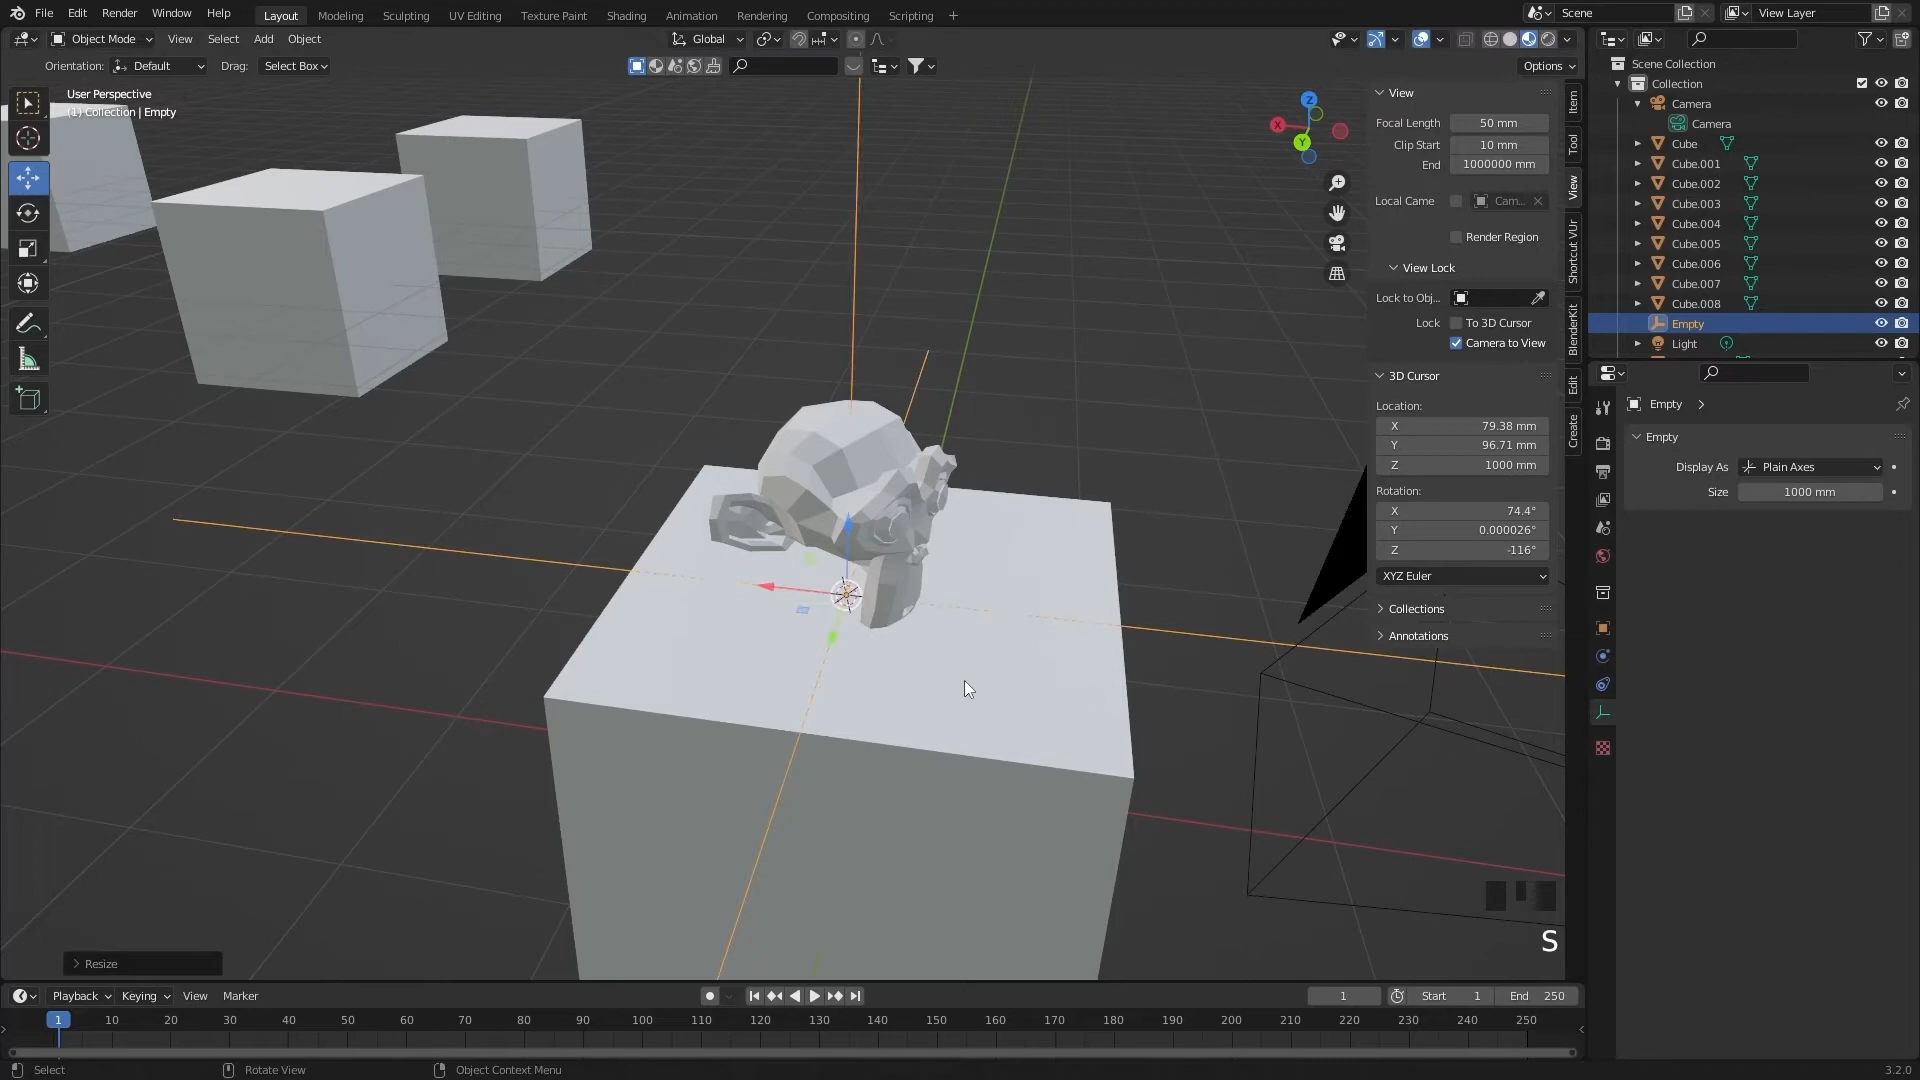 File Edit Render Window Help Layout Modeling Sculpting UV Editing Texture Paint Shading Animation Rendering Compositing Scripting + Scene View Layer
Object Mode View Select Add Object Global
Orientation: Default Drag: Select Box Options
User Perspective
(1) Collection | Empty
Z
X
Y
View
Focal Length 50 mm
Clip Start 10 mm
End 1000000 mm
Local Came Cam...
Render Region
View Lock
Lock to Obj...
Lock To 3D Cursor
Camera to View
3D Cursor
Location:
X 79.38 mm
Y 96.71 mm
Z 1000 mm
Rotation:
X 74.4°
Y 0.000026°
Z -116°
XYZ Euler
Collections
Annotations
Item
Tool
View
Shortcut VUr
BlenderKit
Edit
Create
Scene Collection
Collection
Camera
Camera
Cube
Cube.001
Cube.002
Cube.003
Cube.004
Cube.005
Cube.006
Cube.007
Cube.008
Empty
Light
Empty
Empty
Display As Plain Axes
Size 1000 mm
S
Resize
Playback Keying View Marker 1 Start 1 End 250
1 10 20 30 40 50 60 70 80 90 100 110 120 130 140 150 160 170 180 190 200 210 220 230 240 250
Select Rotate View Object Context Menu 3.2.0